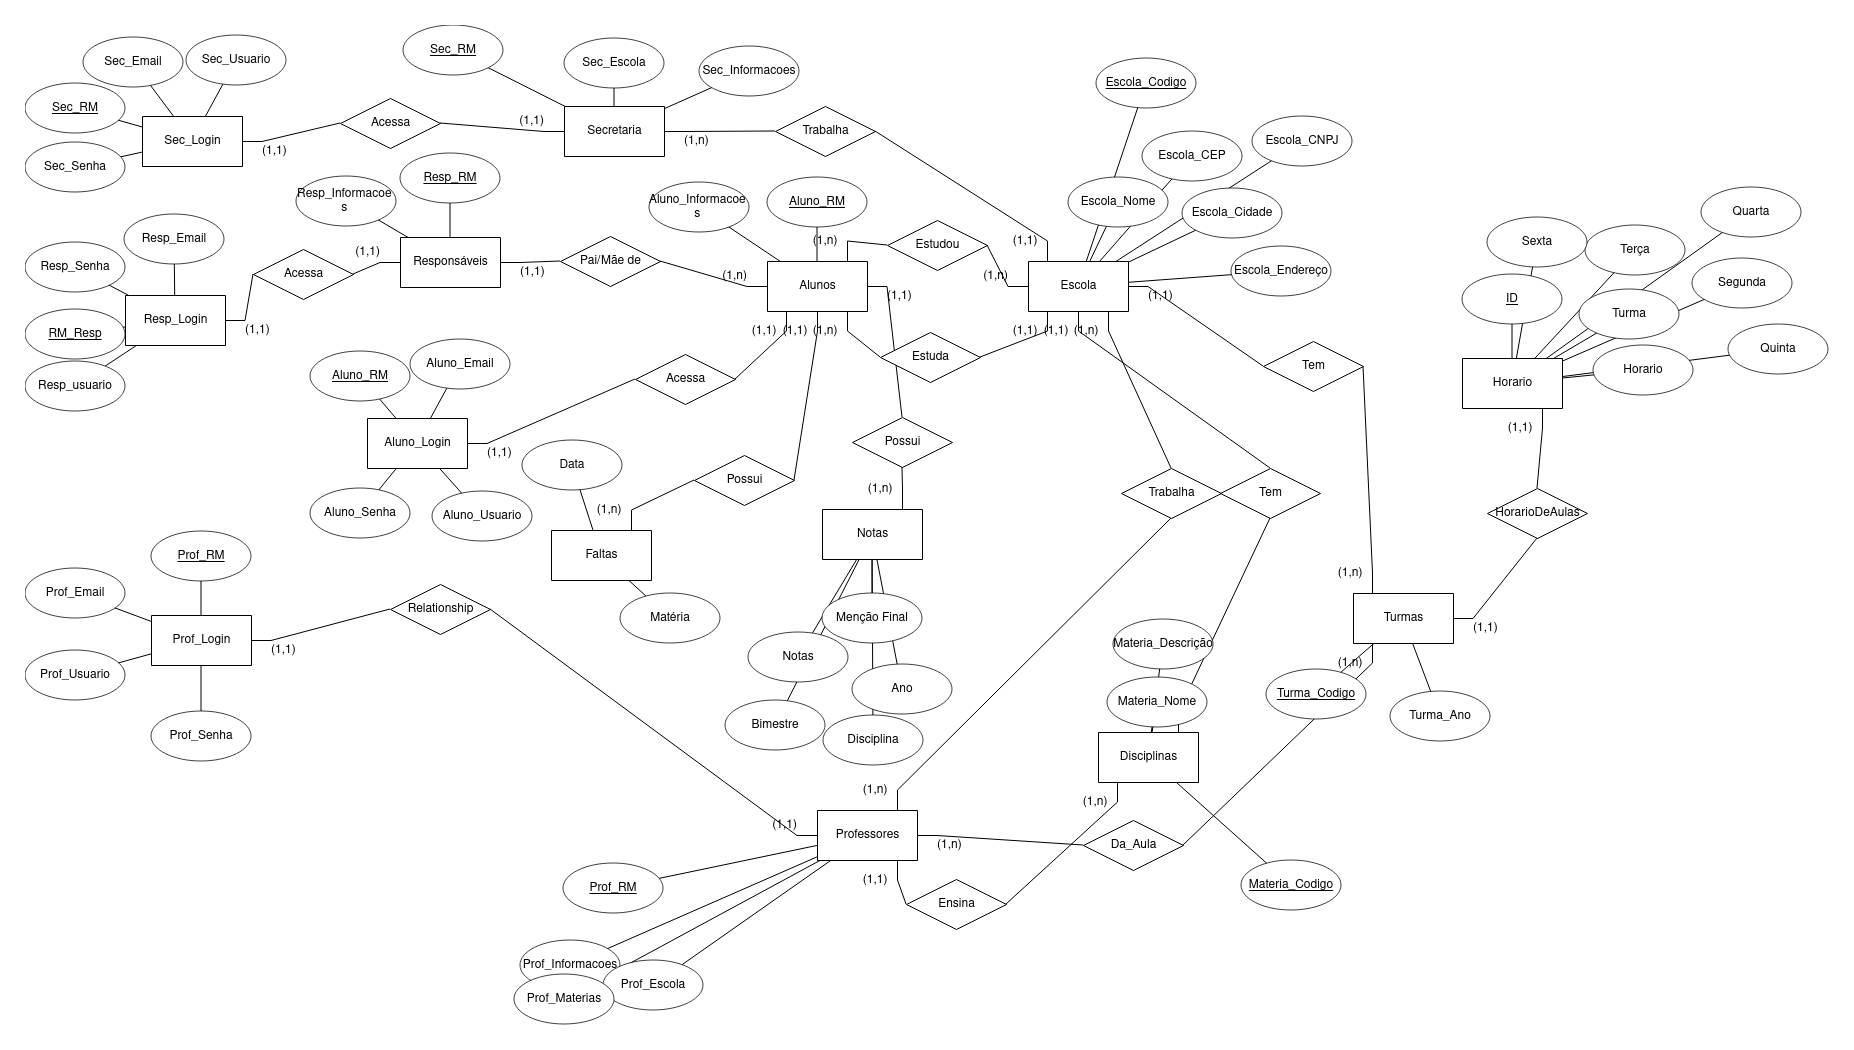 Sec_RM
Sec_Email
Sec_Usuario
Sec_Senha
Sec_Login
(1,1)
Acessa
(1,1)
Sec_RM
Sec_Escola
Sec_Informacoes
Secretaria
(1,n)
Trabalha
(1,1)
Escola_Codigo
Escola_CEP
Escola_CNPJ
Escola_Nome
Escola_Cidade
Escola_Endereço
Escola
(1,1)
Resp_Informacoe
s
Resp_RM
Responsáveis
(1,1)
(1,1)
Acessa
Resp_Email
Resp_Senha
RM_Resp
Resp_usuario
Resp_Login
(1,1)
Pai/Mãe de
(1,n)
Aluno_Informacoe
s
Aluno_RM
(1,n)
Alunos
(1,1)
Estudou
(1,n)
(1,1)
(1,1)
(1,n)
Estuda
(1,1)
(1,1)
(1,n)
Acessa
(1,1)
Aluno_RM
Aluno_Email
Aluno_Login
Aluno_Senha
Aluno_Usuario
Possui
(1,n)
Data
Faltas
Matéria
Possui
(1,n)
Notas
Menção Final
Notas
Ano
Bimestre
Disciplina
Trabalha
Tem
Tem
(1,n)
Sexta
Terça
Quarta
Segunda
ID
Turma
Quinta
Horario
Horario
(1,1)
HorarioDeAulas
Turmas
(1,1)
(1,n)
Turma_Codigo
Turma_Ano
Materia_Descrição
Materia_Nome
Disciplinas
(1,n)
Materia_Codigo
Prof_RM
Prof_Email
Prof_Login
(1,1)
Prof_Usuario
Prof_Senha
Relationship
(1,1)
(1,n)
Professores
(1,n)
Da_Aula
(1,1)
Ensina
Prof_RM
Prof_Informacoes
Prof_Escola
Prof_Materias